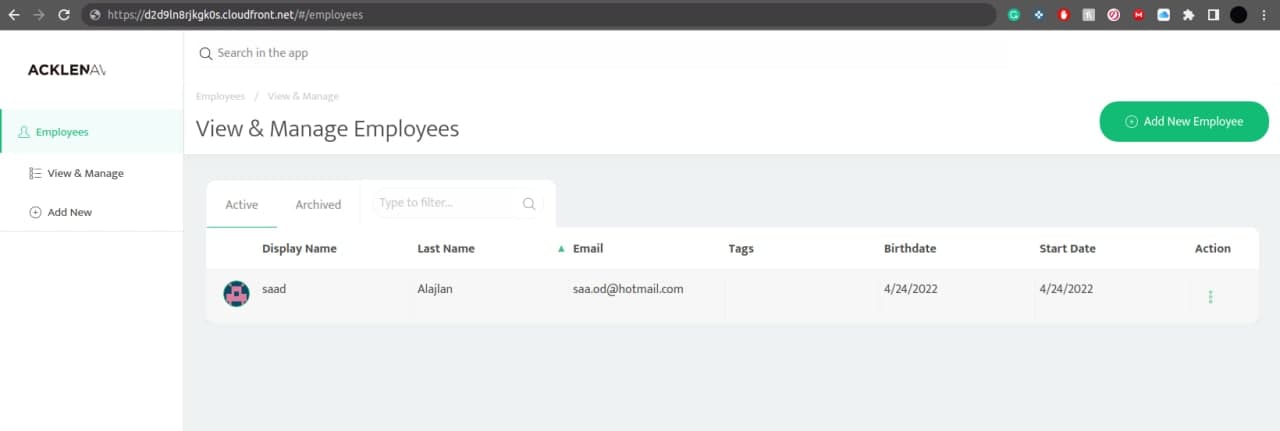 https://d2d9ln8rjkgk0s.cloudfront.net/#/employees
Search in the app
ACKLENAV
Employees / View & Manage
View & Manage Employees
Add New Employee
Employees
View & Manage
Add New
Active Archived Type to filter...
Display Name Last Name Email Tags Birthdate Start Date Action
saad Alajlan saa.od@hotmail.com 4/24/2022 4/24/2022